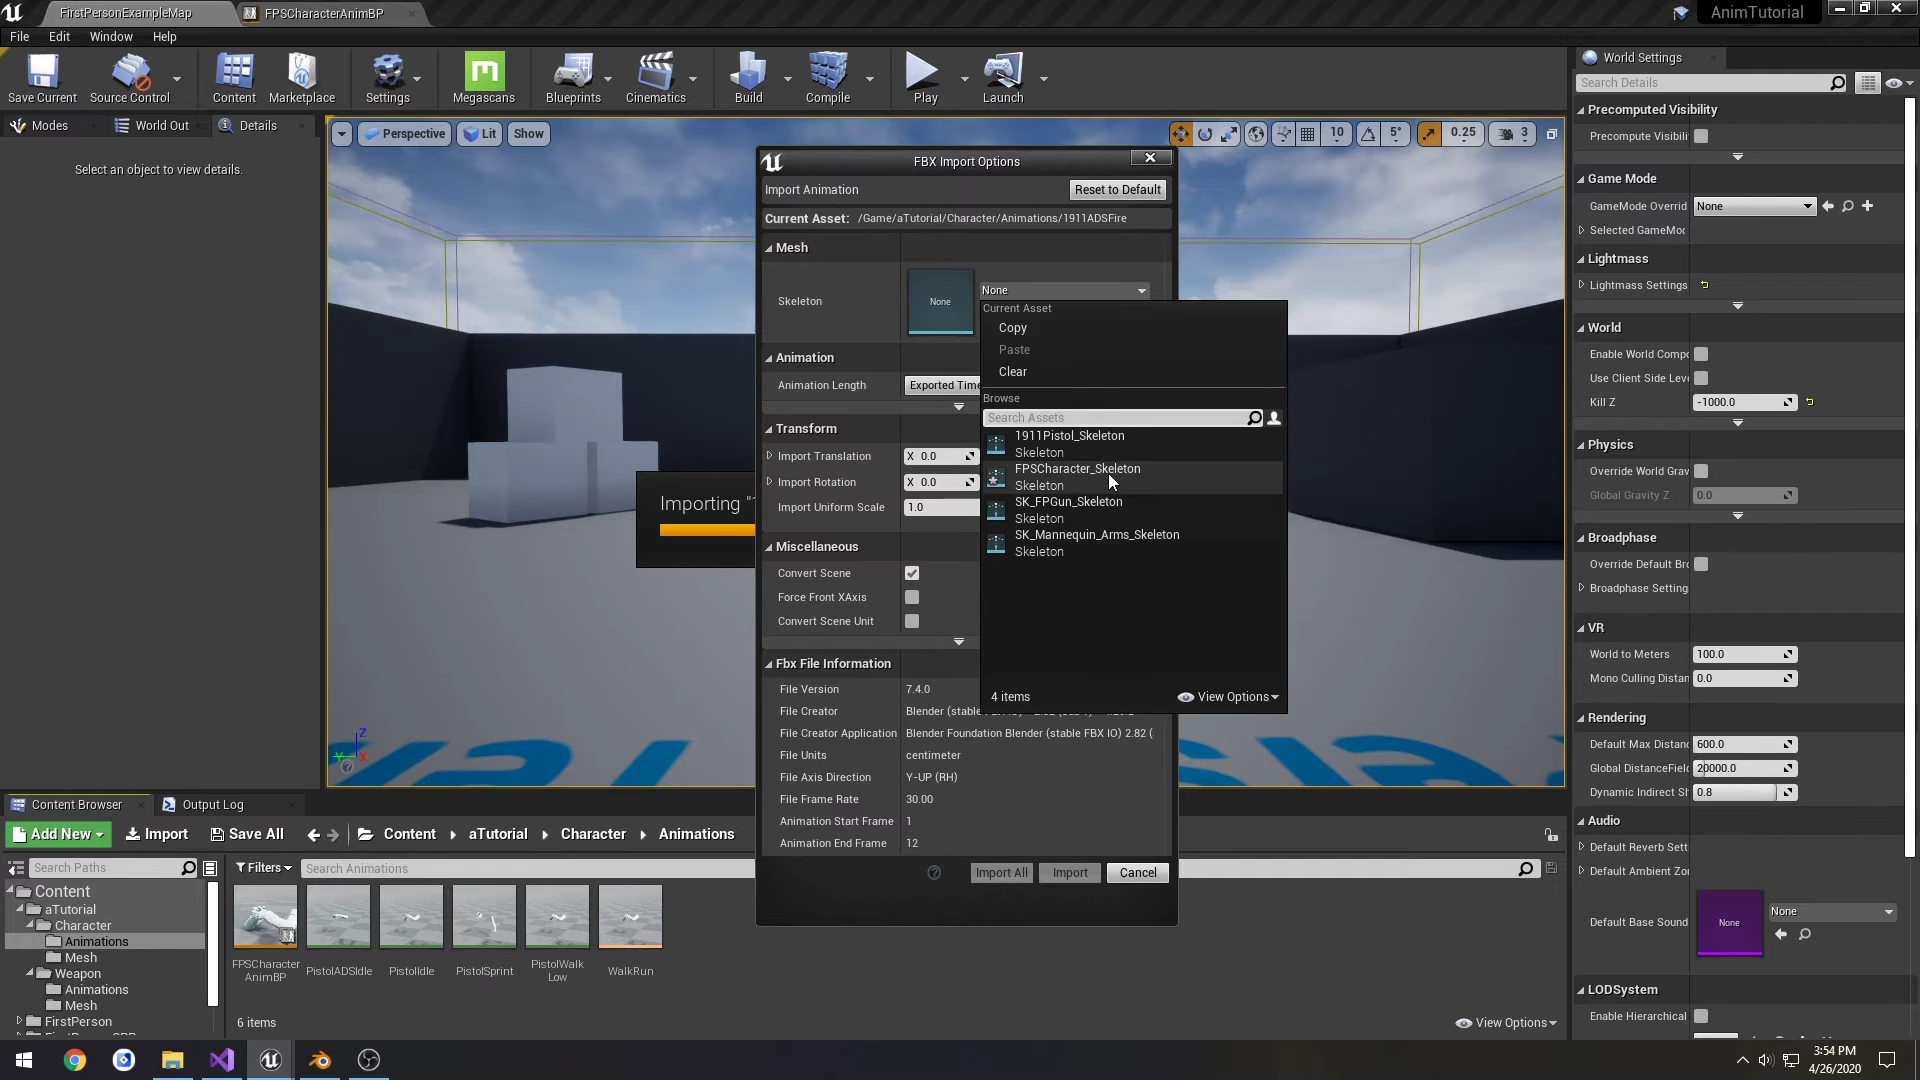 FirstPersonExampleMap
FPSCharacterAnimBP
AnimTutorial
File Edit Window Help
Save Current
Source Control
Content
Marketplace
Settings
Megascans
Blueprints
Cinematics
Build
Compile
Play
Launch
Modes
World Out
Details
Select an object to view details.
Perspective
Lit
Show
10
5°
0.25
3
FBX Import Options
Import Animation
Reset to Default
Current Asset: /Game/aTutorial/Character/Animations/1911ADSFire
Mesh
Skeleton
None
None
Current Asset
Copy
Paste
Clear
Browse
Search Assets
1911Pistol_Skeleton
Skeleton
FPSCharacter_Skeleton
Skeleton
SK_FPGun_Skeleton
Skeleton
SK_Mannequin_Arms_Skeleton
Skeleton
4 items
View Options
Animation
Animation Length
Exported Time
Transform
Import Translation
X 0.0
Import Rotation
X 0.0
Import Uniform Scale
1.0
Miscellaneous
Convert Scene
Force Front XAxis
Convert Scene Unit
Fbx File Information
File Version 7.4.0
File Creator Blender (stable
File Creator Application Blender Foundation Blender (stable FBX IO) 2.82 (
File Units centimeter
File Axis Direction Y-UP (RH)
File Frame Rate 30.00
Animation Start Frame 1
Animation End Frame 12
Import All
Import
Cancel
Importing "
World Settings
Search Details
Precomputed Visibility
Precompute Visibili
Game Mode
GameMode Overrid
None
Selected GameMod
Lightmass
Lightmass Settings
World
Enable World Compo
Use Client Side Leve
Kill Z
-1000.0
Physics
Override World Grav
Global Gravity Z
0.0
Broadphase
Override Default Bro
Broadphase Setting
VR
World to Meters
100.0
Mono Culling Distan
0.0
Rendering
Default Max Distanc
600.0
Global DistanceField
20000.0
Dynamic Indirect Sh
0.8
Audio
Default Reverb Sett
Default Ambient Zon
None
None
Default Base Sound
LODSystem
Enable Hierarchical
Content Browser
Output Log
Add New
Import
Save All
Content
aTutorial
Character
Animations
Search Paths
Filters
Search Animations
Content
aTutorial
Character
Animations
Mesh
Weapon
Animations
Mesh
FirstPerson
FPSCharacter
AnimBP
PistolADSIdle
PistolIdle
PistolSprint
PistolWalk
Low
WalkRun
6 items
View Options
3:54 PM
4/26/2020